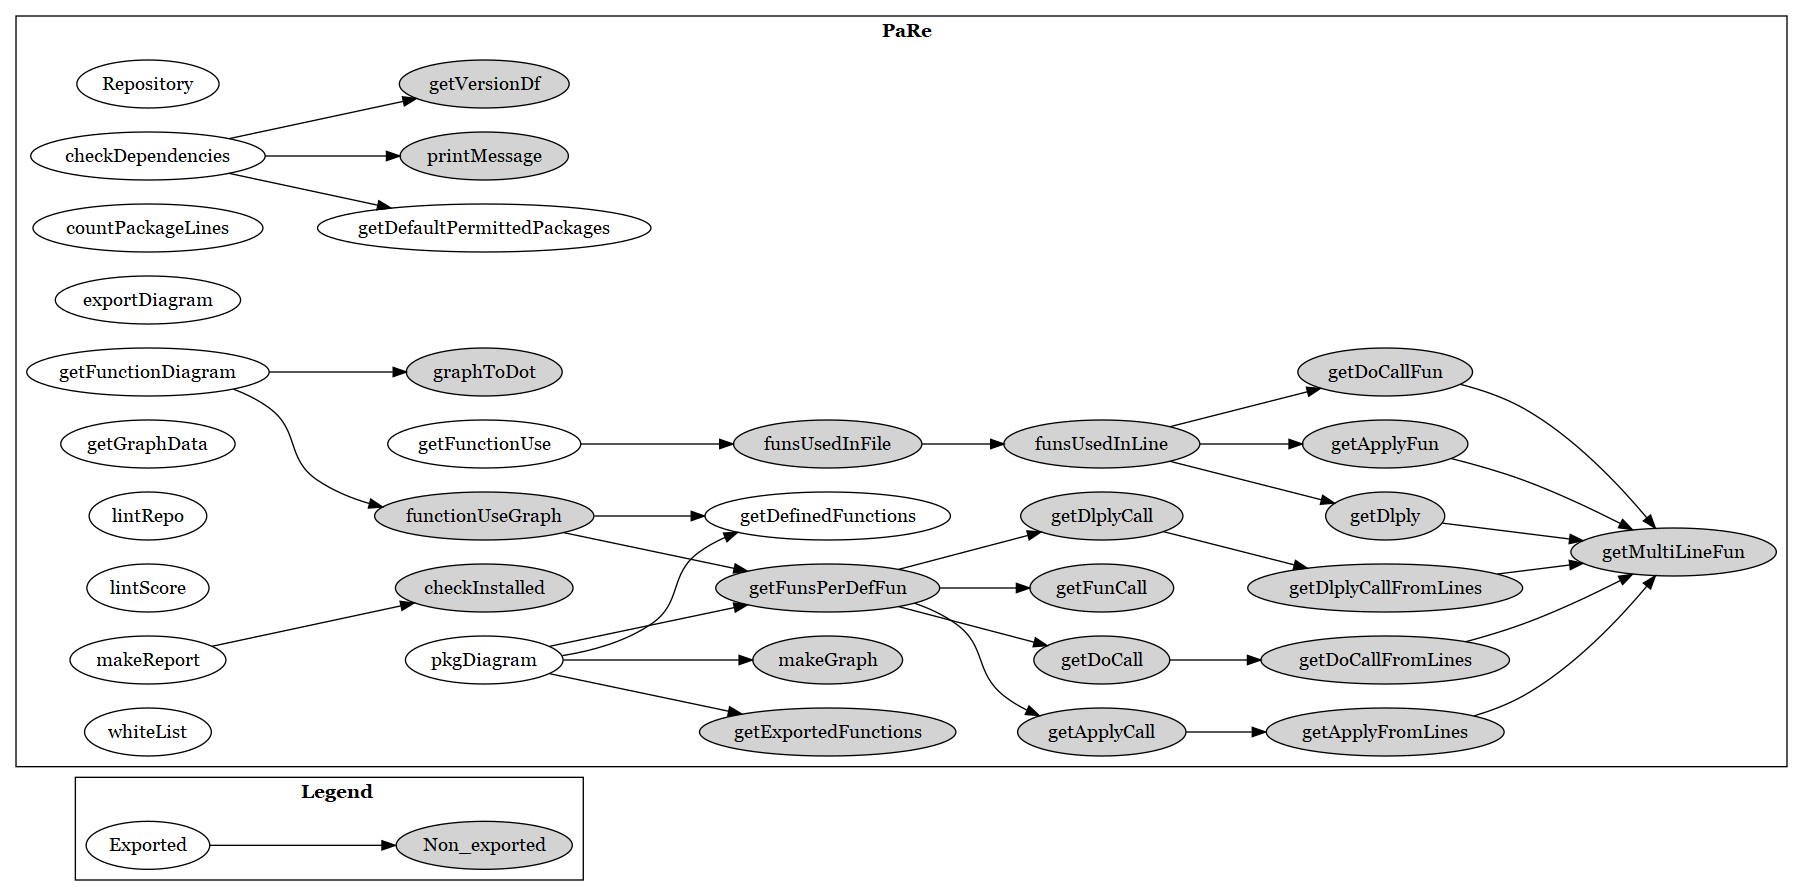 PaRe
Repository
getVersionDf
checkDependencies
printMessage
countPackageLines
getDefaultPermittedPackages
exportDiagram
getFunctionDiagram
graphToDot
getDoCallFun
getGraphData
getFunctionUse
funsUsedInFile
funsUsedInLine
getApplyFun
lintRepo
functionUseGraph
getDefinedFunctions
getDlplyCall
getDlply
getMultiLineFun
lintScore
checkInstalled
getFunsPerDefFun
getFunCall
getDlplyCallFromLines
makeReport
pkgDiagram
makeGraph
getDoCall
getDoCallFromLines
whiteList
getExportedFunctions
getApplyCall
getApplyFromLines
Legend
Exported
Non_exported